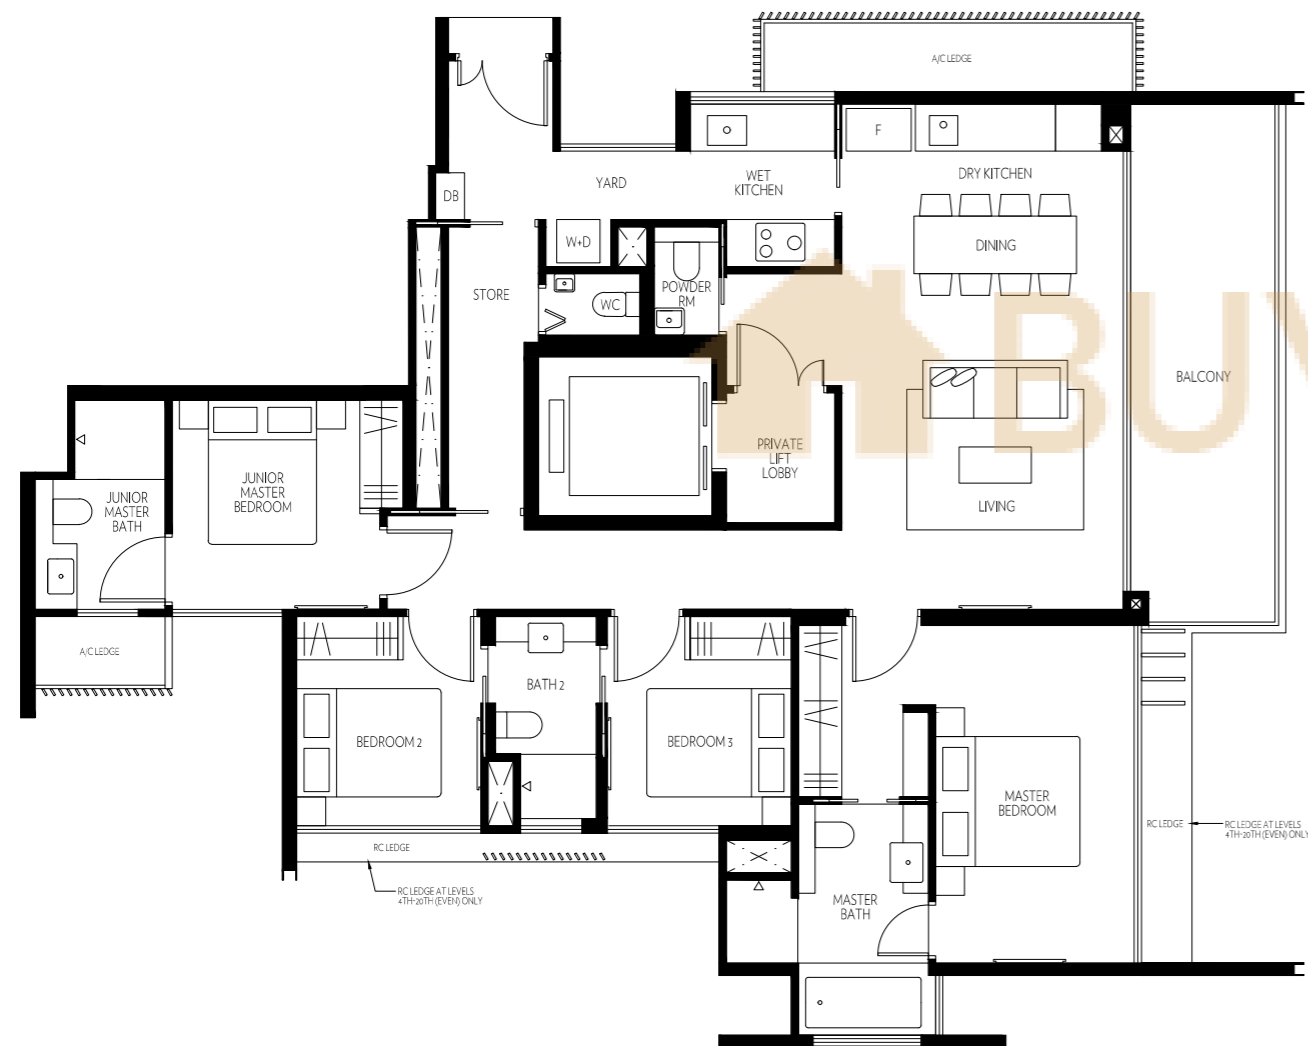 A/C LEDGE
F
DB
YARD
WET
KITCHEN
DRY KITCHEN
W+D
DINING
STORE
WC
POWDER
RM
BUY
BALCONY
PRIVATE
LIFT
LOBBY
LIVING
JUNIOR
MASTER
BEDROOM
JUNIOR
MASTER
BATH
A/C LEDGE
BATH 2
BEDROOM 2
BEDROOM 3
MASTER
BEDROOM
RC LEDGE
RC LEDGE AT LEVELS
4TH-20TH (EVEN) ONLY
RC LEDGE
RC LEDGE AT LEVELS
4TH-20TH (EVEN) ONLY
MASTER
BATH